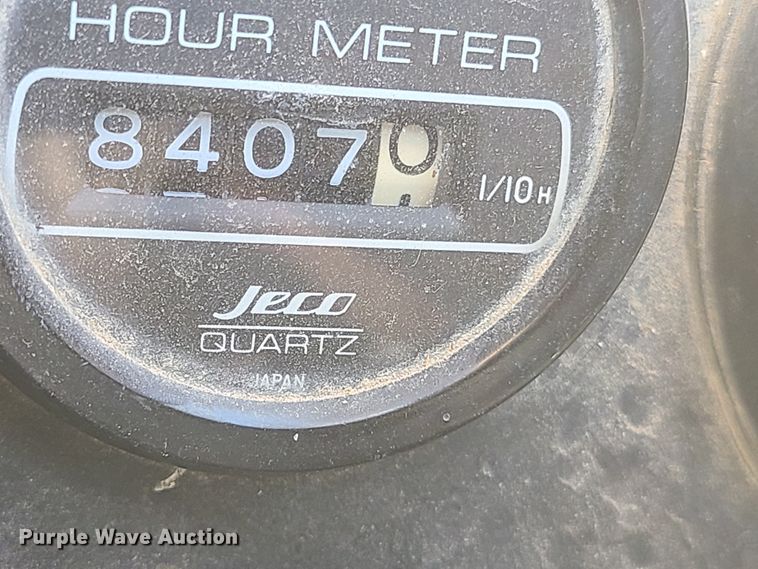 HOUR METER
84070 1/10H
Jeco
QUARTZ
JAPAN
Purple Wave Auction